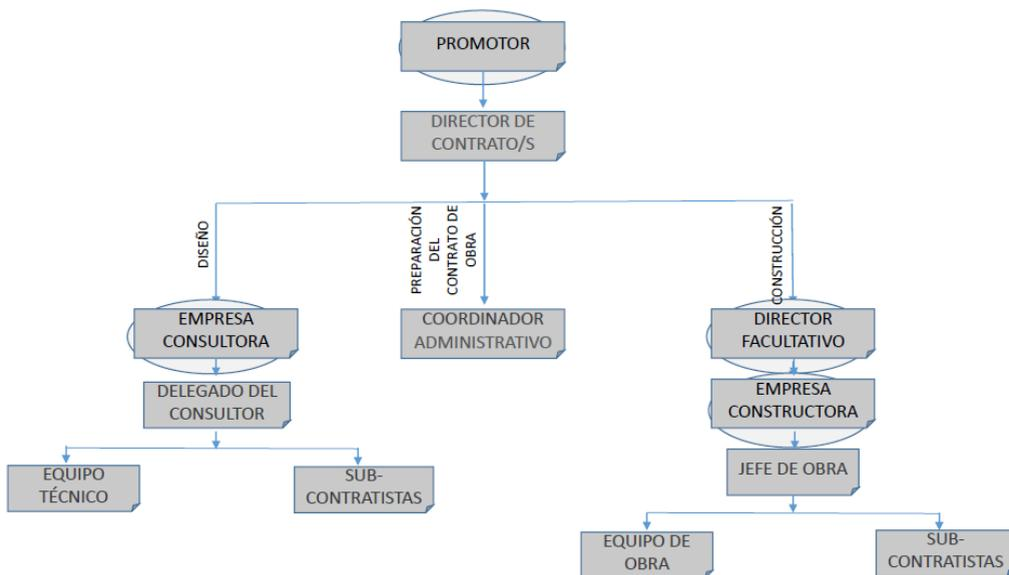 PROMOTOR
DIRECTOR DE
CONTRATO/S
DISEÑO
PREPARACIÓN
DEL
CONTRATO DE
OBRA
CONSTRUCCIÓN
EMPRESA
CONSULTORA
COORDINADOR
ADMINISTRATIVO
DIRECTOR
FACULTATIVO
DELEGADO DEL
CONSULTOR
EMPRESA
CONSTRUCTORA
EQUIPO
TÉCNICO
SUB-
CONTRATISTAS
JEFE DE OBRA
EQUIPO DE
OBRA
SUB-
CONTRATISTAS